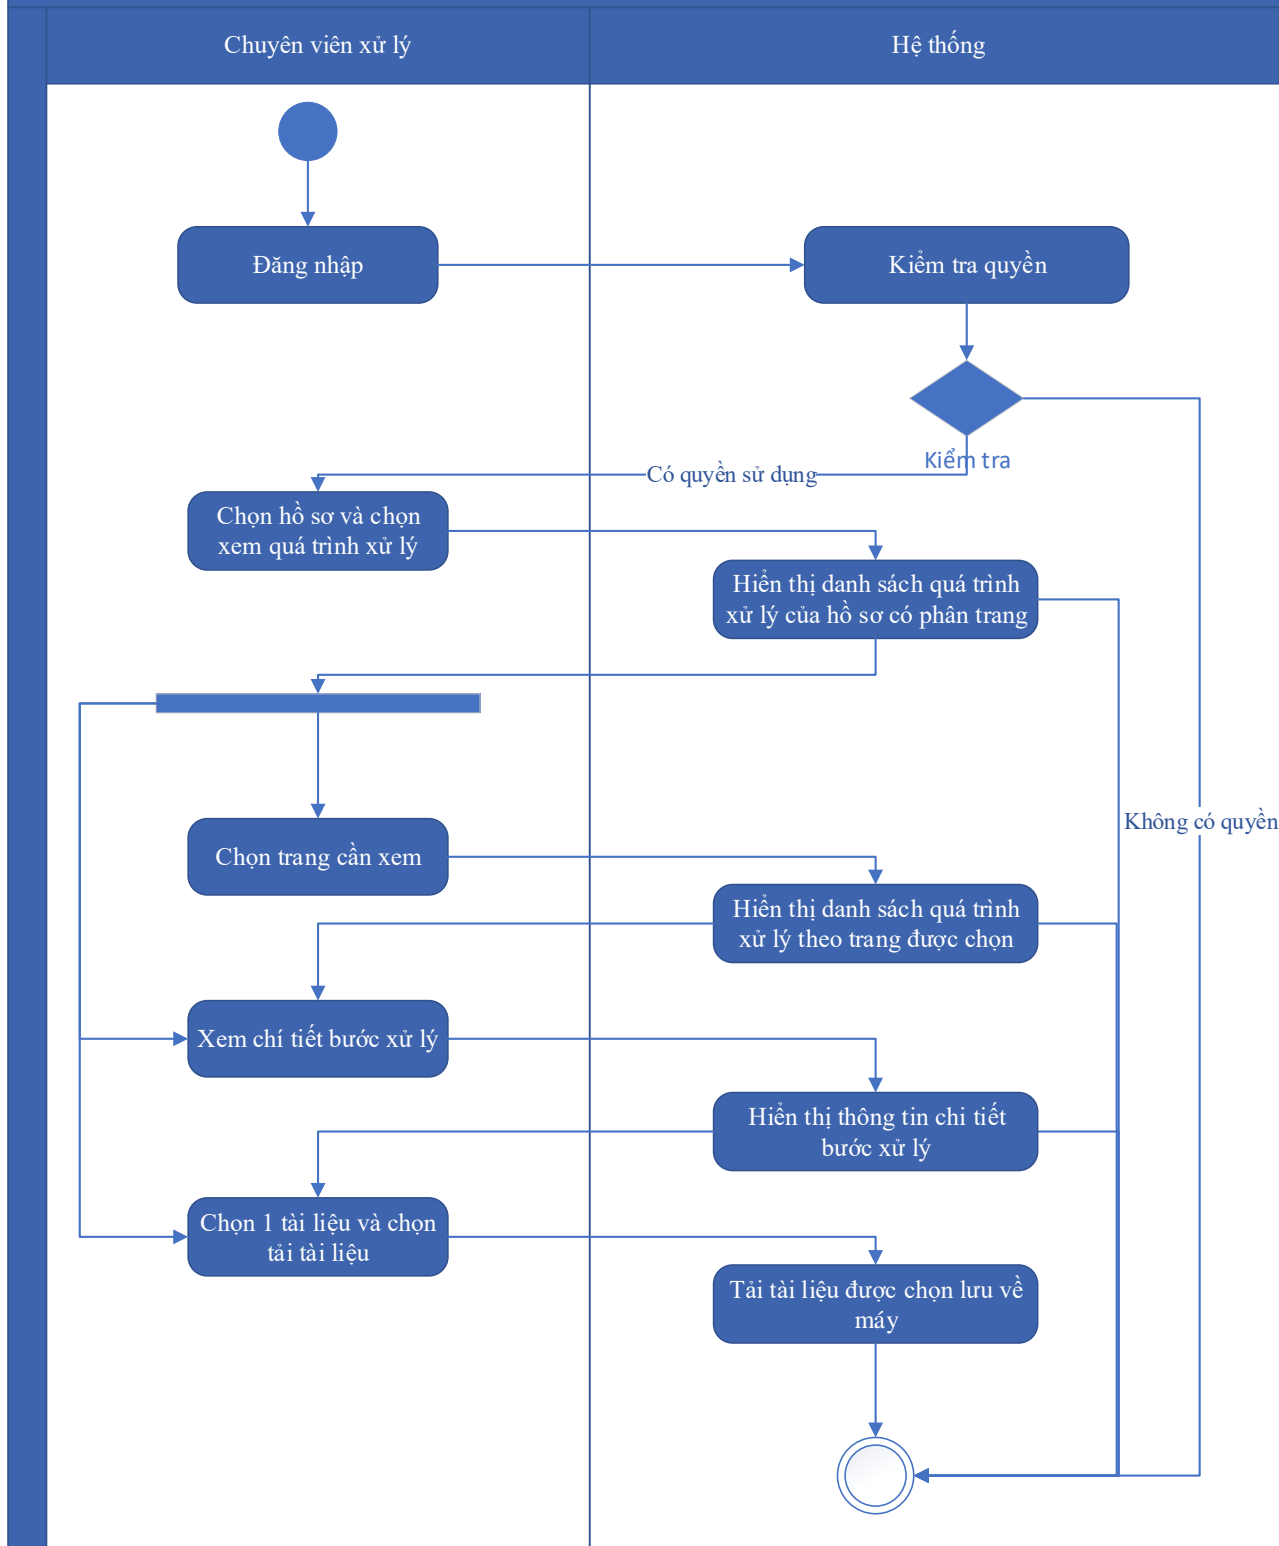 Chuyên viên xử lý
Hệ thống
Đăng nhập
Kiểm tra quyền
Kiểm tra
Có quyền sử dụng
Chọn hồ sơ và chọn
xem quá trình xử lý
Hiển thị danh sách quá trình
xử lý của hồ sơ có phân trang
Không có quyền
Chọn trang cần xem
Hiển thị danh sách quá trình
xử lý theo trang được chọn
Xem chí tiết bước xử lý
Hiển thị thông tin chi tiết
bước xử lý
Chọn 1 tài liệu và chọn
tải tài liệu
Tải tài liệu được chọn lưu về
máy